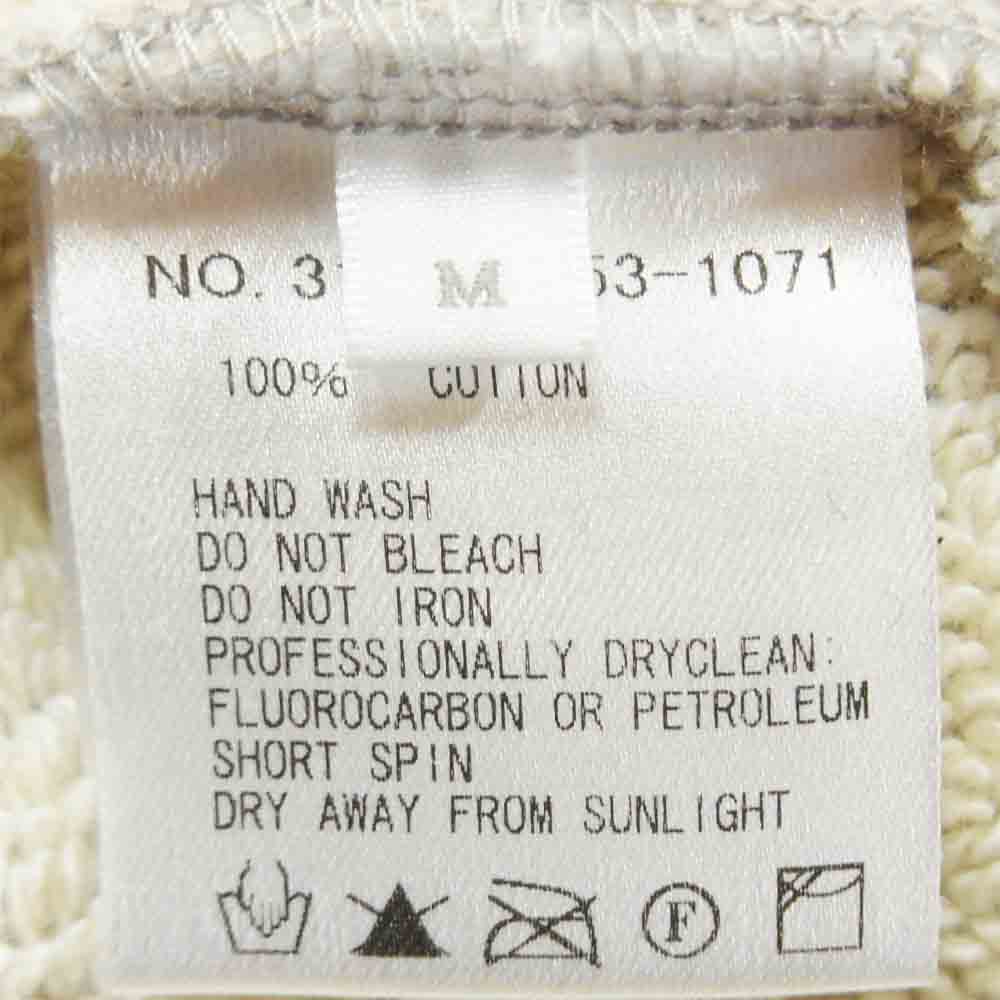 M
NO. 3 53-1071
100% COTTON
HAND WASH
DO NOT BLEACH
DO NOT IRON
PROFESSIONALLY DRYCLEAN:
FLUOROCARBON OR PETROLEUM
SHORT SPIN
DRY AWAY FROM SUNLIGHT
F